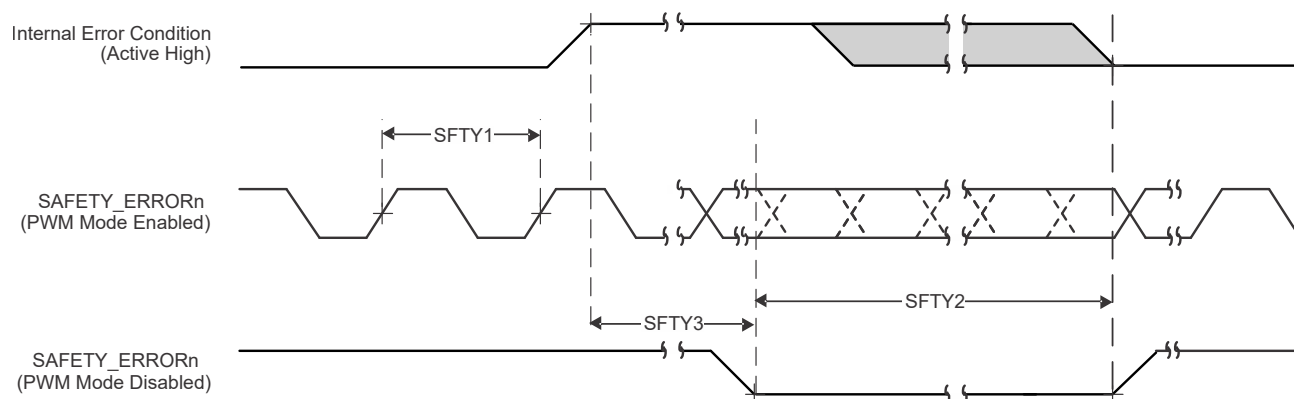 Internal Error Condition
(Active High)
SFTY1
SAFETY_ERRORn
(PWM Mode Enabled)
SFTY2
SFTY3
SAFETY_ERRORn
(PWM Mode Disabled)